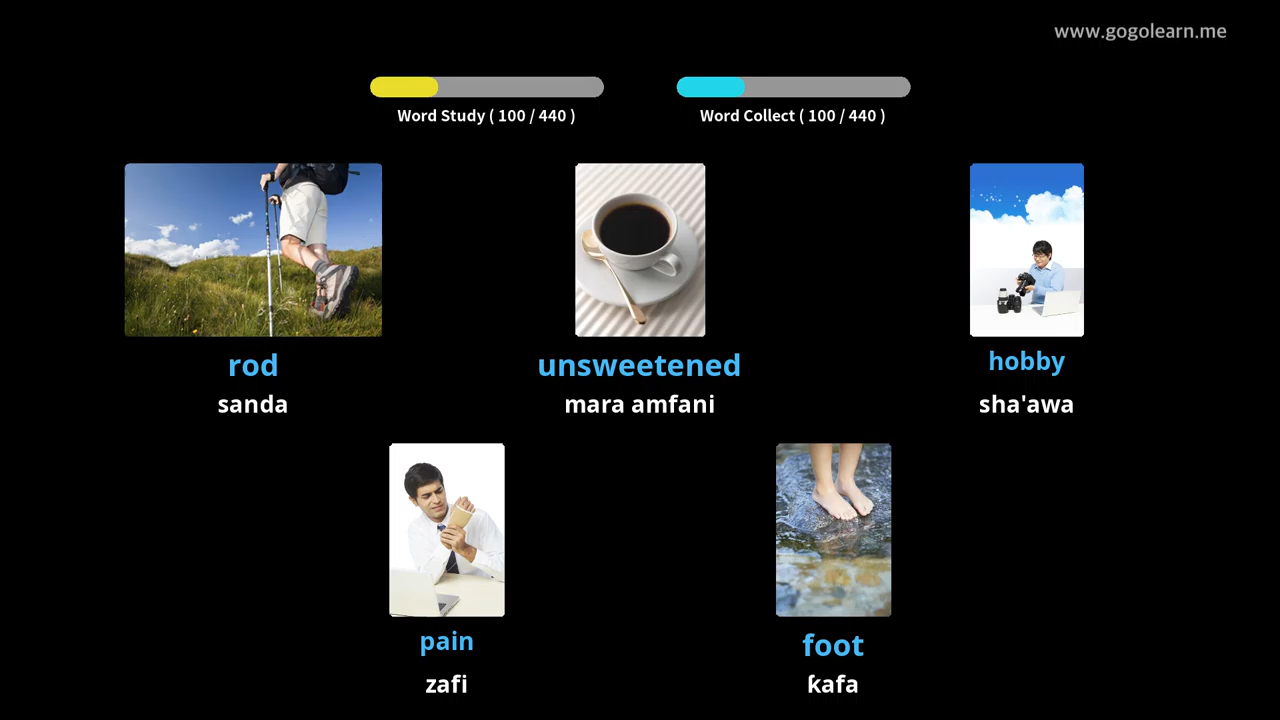 www.gogolearn.me
Word Study ( 100 / 440 )
Word Collect ( 100 / 440 )
rod
sanda
unsweetened
mara amfani
hobby
sha'awa
pain
zafi
foot
ƙafa